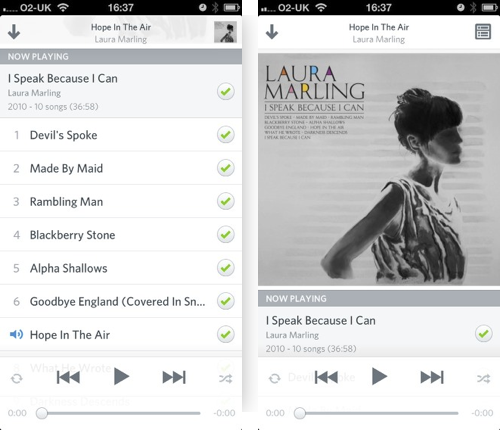 O2-UK 16:37
Hope In The Air
Laura Marling
NOW PLAYING
I Speak Because I Can
Laura Marling
2010 - 10 songs (36:58)
1 Devil's Spoke
2 Made By Maid
3 Rambling Man
4 Blackberry Stone
5 Alpha Shallows
6 Goodbye England (Covered In Sn...
Hope In The Air
8 What He Wrote
0:00 -0:00
O2-UK 16:37
Hope In The Air
Laura Marling
LAURA
MARLING
I SPEAK BECAUSE I CAN
DEVIL'S SPOKE · MADE BY MAID · RAMBLING MAN
BLACKBERRY STONE · ALPHA SHALLOWS
GOODBYE ENGLAND · HOPE IN THE AIR
WHAT HE WROTE · DARKNESS DESCENDS
I SPEAK BECAUSE I CAN
NOW PLAYING
I Speak Because I Can
Laura Marling
2010 - 10 songs (36:58)
Devil's Spoke
0:00 -0:00